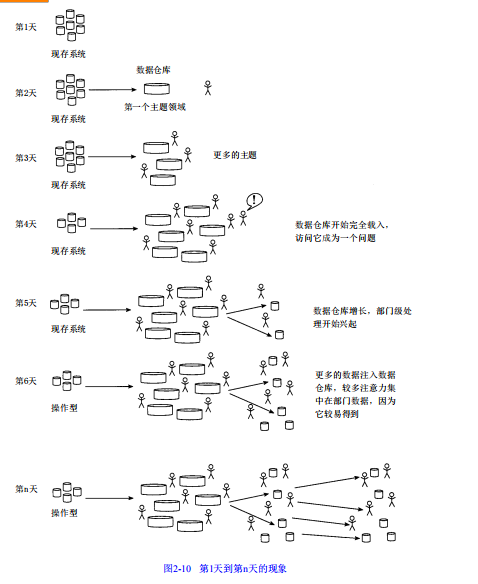 第1天
现存系统
数据仓库
第2天
第一个主题领域
现存系统
第3天
更多的主题
现存系统
!
第4天
数据仓库开始完全载入，
访问它成为一个问题
现存系统
第5天
数据仓库增长，部门级处
理开始兴起
现存系统
第6天
更多的数据注入数据
仓库，较多注意力集
中在部门数据，因为
它较易得到
操作型
第n天
操作型
图2-10 第1天到第n天的现象